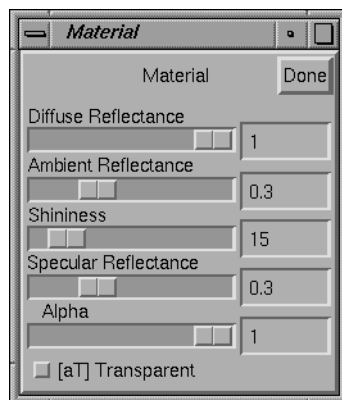 Material
Material Done
Diffuse Reflectance
1
Ambient Reflectance
0.3
Shininess
15
Specular Reflectance
0.3
Alpha
1
[aT] Transparent